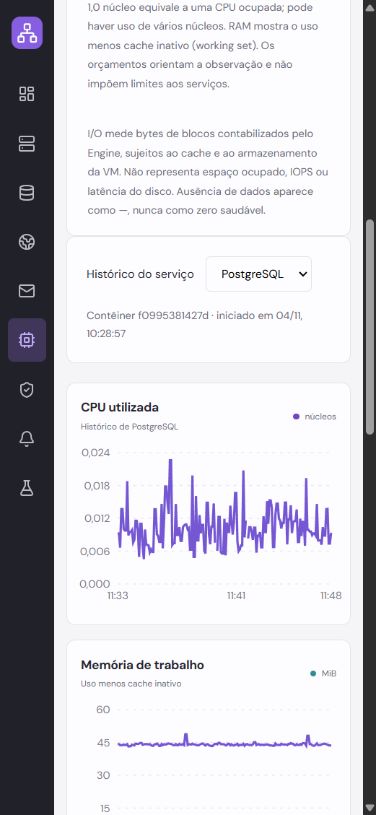 1,0 núcleo equivale a uma CPU ocupada; pode
haver uso de vários núcleos. RAM mostra o uso
menos cache inativo (working set). Os
orçamentos orientam a observação e não
impõem limites aos serviços.
I/O mede bytes de blocos contabilizados pelo
Engine, sujeitos ao cache e ao armazenamento
da VM. Não representa espaço ocupado, IOPS ou
latência do disco. Ausência de dados aparece
como —, nunca como zero saudável.
Histórico do serviço PostgreSQL
Contêiner f0995381427d · iniciado em 04/11,
10:28:57
CPU utilizada
núcleos
Histórico de PostgreSQL
0,024
0,018
0,012
0,006
0,000
11:33 11:41 11:48
Memória de trabalho
MiB
Uso menos cache inativo
60
45
30
15